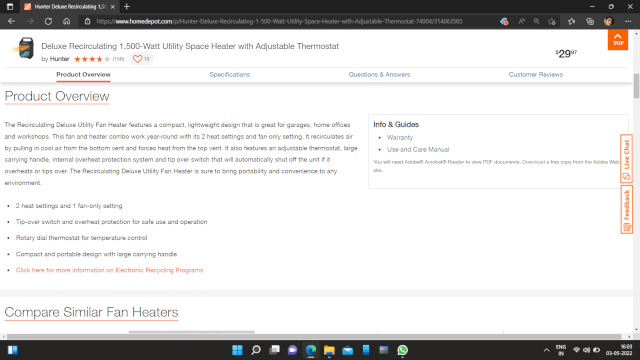 Hunter Deluxe Recirculating 1,50
https://www.homedepot.com/p/Hunter-Deluxe-Recirculating-1-500-Watt-Utility-Space-Heater-with-Adjustable-Thermostat-74004/314063565
Deluxe Recirculating 1,500-Watt Utility Space Heater with Adjustable Thermostat
by Hunter (198) 16
$2997
TOP
Product Overview Specifications Questions & Answers Customer Reviews
Product Overview
The Recirculating Deluxe Utility Fan Heater features a compact, lightweight design that is great for garages, home offices
and workshops. This fan and heater combo work year-round with its 2 heat settings and fan only setting. It recirculates air
by pulling in cool air from the bottom vent and forces heat from the top vent. It also features an adjustable thermostat, large
carrying handle, internal overheat protection system and tip over switch that will automatically shut off the unit if it
overheats or tips over. The Recirculating Deluxe Utility Fan Heater is sure to bring portability and convenience to any
environment.
• 2 heat settings and 1 fan-only setting
• Tip-over switch and overheat protection for safe use and operation
• Rotary dial thermostat for temperature control
• Compact and portable design with large carrying handle
• Click here for more information on Electronic Recycling Programs
Info & Guides
• Warranty
• Use and Care Manual
You will need Adobe® Acrobat® Reader to view PDF documents. Download a free copy from the Adobe Web
site.
Live Chat
Feedback
Compare Similar Fan Heaters
ENG
IN
16:03
03-05-2022